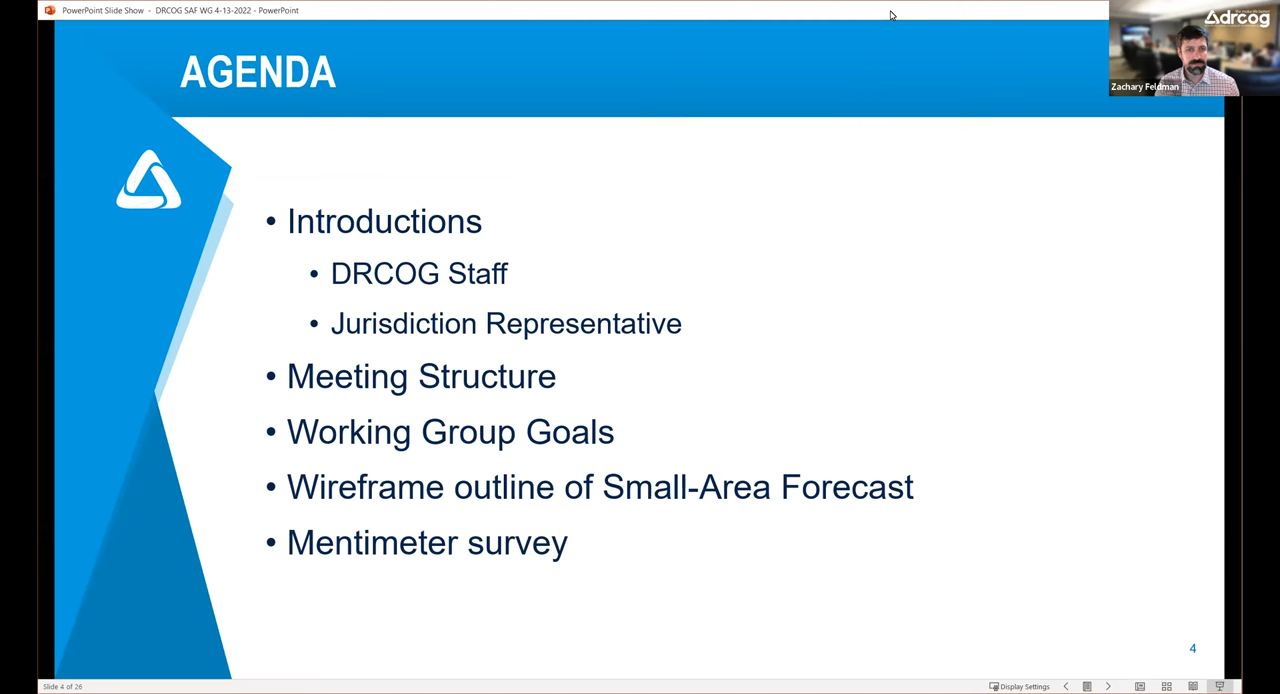 PowerPoint Slide Show - DRCOG SAF WG 4-13-2022 - PowerPoint
drcog
Zachary Feldman
AGENDA
• Introductions
• DRCOG Staff
• Jurisdiction Representative
• Meeting Structure
• Working Group Goals
• Wireframe outline of Small-Area Forecast
• Mentimeter survey
4
Slide 4 of 26
Display Settings